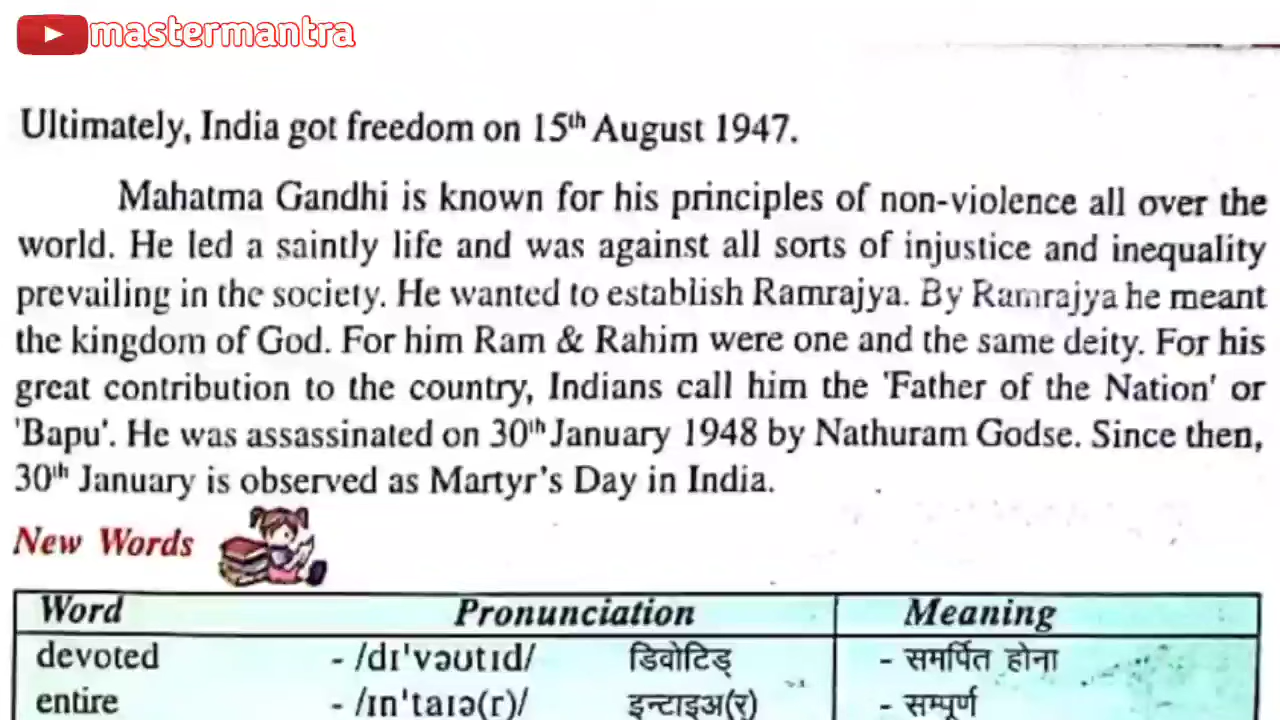 mastermantra
Ultimately, India got freedom on 15th August 1947.
Mahatma Gandhi is known for his principles of non-violence all over the
world. He led a saintly life and was against all sorts of injustice and inequality
prevailing in the society. He wanted to establish Ramrajya. By Ramrajya he meant
the kingdom of God. For him Ram & Rahim were one and the same deity. For his
great contribution to the country, Indians call him the 'Father of the Nation' or
'Bapu'. He was assassinated on 30th January 1948 by Nathuram Godse. Since then,
30th January is observed as Martyr's Day in India.
New Words
Word Pronunciation Meaning
devoted - /dɪˈvəʊtɪd/ डिवोटिड् - समर्पित होना
entire - /ɪnˈtaɪə(r)/ इन्टाइअ(र्) - सम्पूर्ण